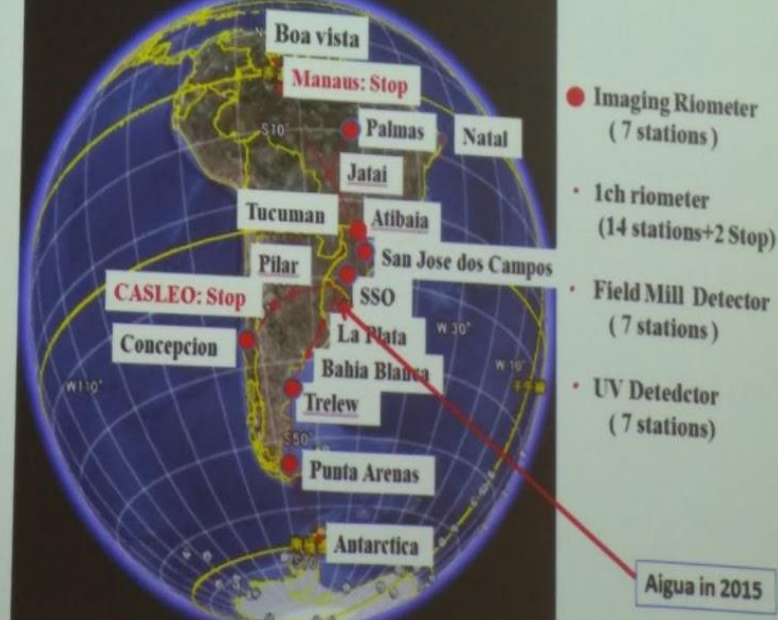 Boa vista
Manaus: Stop
S10°
Palmas
Natal
Jatai
Tucuman
Atibaia
San Jose dos Campos
Pilar
SSO
CASLEO: Stop
La Plata
W 30°
Concepcion
Bahia Blanca
W 10°
W110°
Trelew
S50°
Punta Arenas
Antarctica
Imaging Riometer
( 7 stations )
1ch riometer
(14 stations+2 Stop)
Field Mill Detector
( 7 stations )
UV Detedctor
( 7 stations)
Aigua in 2015